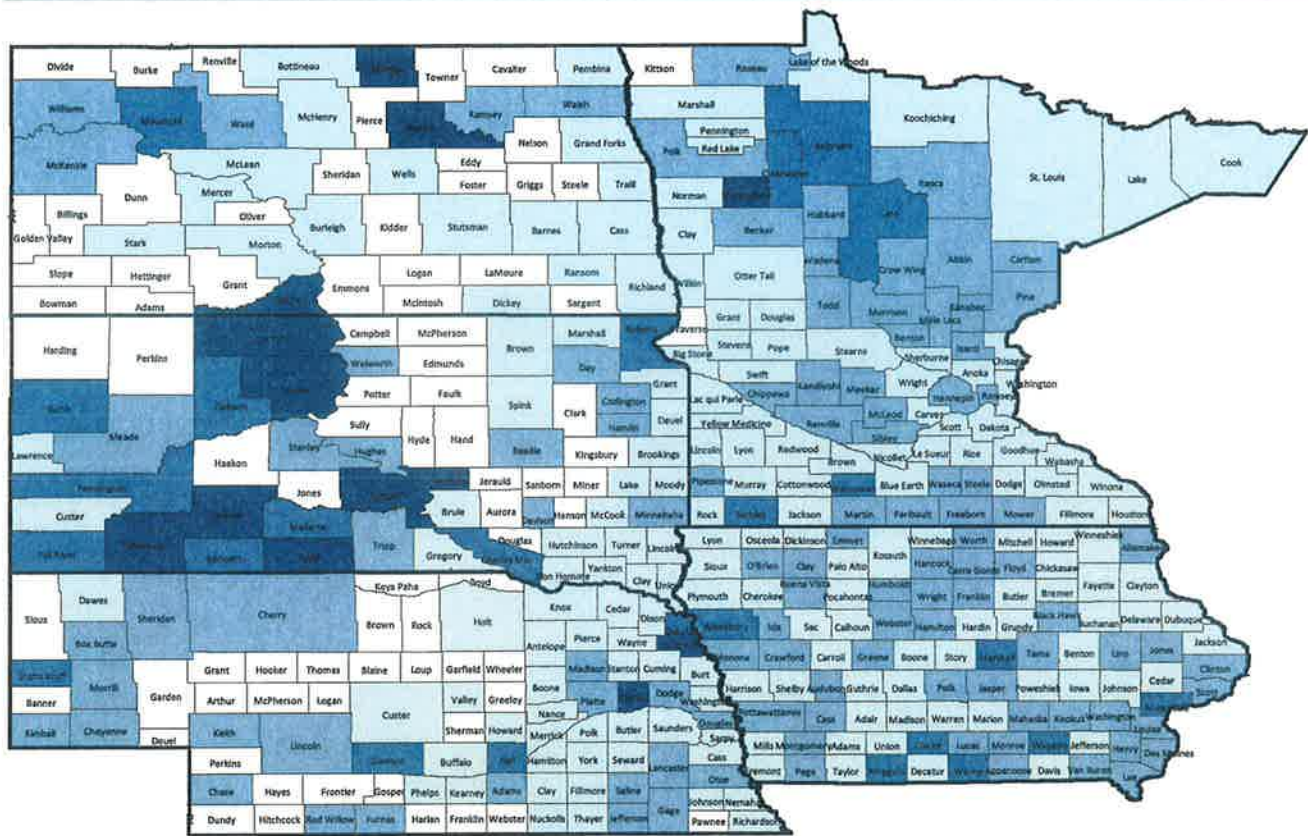 Divide Burke Renville Bottineau Towner Cavalier Pembina
Williams Mountrail Ward McHenry Pierce Ramsey Walsh
McKenzie McLean Sheridan Wells Eddy Foster Nelson Grand Forks
Dunn Mercer Oliver Griggs Steele Traill
Golden Valley Billings Stark Morton Burleigh Kidder Stutsman Barnes Cass
Slope Hettinger Grant Emmons Logan LaMoure Ransom Richland
Bowman Adams McIntosh Dickey Sargent
Kittson Roseau Lake of the Woods
Marshall Koochiching
Pennington
Red Lake
Polk St. Louis Lake Cook
Norman Itasca
Clay Becker Hubbard Cass
Wilkin Otter Tail Wadena Crow Wing Aitkin Carlton
Grant Douglas Todd Morrison Mille Lacs Kanabec Pine
Big Stone Stevens Pope Stearns Benton Sherburne Isanti Chisago
Swift Kandiyohi Meeker Wright Anoka Washington
Lac qui Parle Chippewa McLeod Carver Hennepin Ramsey
Yellow Medicine Renville Sibley Scott Dakota
Lincoln Lyon Redwood Brown Nicollet Le Sueur Rice Goodhue Wabasha
Pipestone Murray Cottonwood Blue Earth Waseca Steele Dodge Olmsted Winona
Rock Nobles Jackson Martin Faribault Freeborn Mower Fillmore Houston
Harding Perkins Campbell McPherson Brown Marshall Roberts
Walworth Edmunds Day
Butte Meade Potter Faulk Spink Clark Codington Grant
Hamlin Deuel
Lawrence Haakon Stanley Sully Hughes Hyde Hand Beadle Kingsbury Brookings
Pennington Jones Jerauld Sanborn Miner Lake Moody
Custer Brule Aurora Davison Hanson McCook Minnehaha
Fall River Bennett Todd Tripp Gregory Douglas Hutchinson Turner Lincoln
Charles Mix Bon Homme Yankton Clay Union
Sioux Dawes Sheridan Cherry Keya Paha Boyd
Box Butte Brown Rock Holt Knox Cedar Dixon
Antelope Pierce Wayne
Scotts Bluff Morrill Garden Grant Hooker Thomas Blaine Loup Garfield Wheeler Madison Stanton Cuming Burt
Banner Arthur McPherson Logan Custer Valley Greeley Boone Platte Dodge Washington
Kimball Cheyenne Deuel Keith Lincoln Sherman Howard Nance Merrick Polk Butler Saunders Douglas Sarpy
Perkins Dawson Buffalo Hall Hamilton York Seward Lancaster Cass Otoe
Chase Hayes Frontier Gosper Phelps Kearney Adams Clay Fillmore Saline Gage Johnson Nemaha
Dundy Hitchcock Red Willow Furnas Harlan Franklin Webster Nuckolls Thayer Jefferson Pawnee Richardson
Lyon Osceola Dickinson Emmet Kossuth Winnebago Worth Mitchell Howard Winneshiek Allamakee
Sioux O'Brien Clay Palo Alto Hancock Cerro Gordo Floyd Chickasaw
Plymouth Cherokee Buena Vista Pocahontas Humboldt Wright Franklin Butler Bremer Fayette Clayton
Woodbury Ida Sac Calhoun Webster Hamilton Hardin Grundy Black Hawk Buchanan Delaware Dubuque
Monona Crawford Carroll Greene Boone Story Marshall Tama Benton Linn Jones Jackson
Harrison Shelby Audubon Guthrie Dallas Polk Jasper Poweshiek Iowa Johnson Cedar Clinton Scott
Pottawattamie Cass Adair Madison Warren Marion Mahaska Keokuk Washington Louisa
Mills Montgomery Adams Union Lucas Monroe Jefferson Henry Des Moines
Fremont Page Taylor Decatur Wayne Appanoose Davis Van Buren Lee